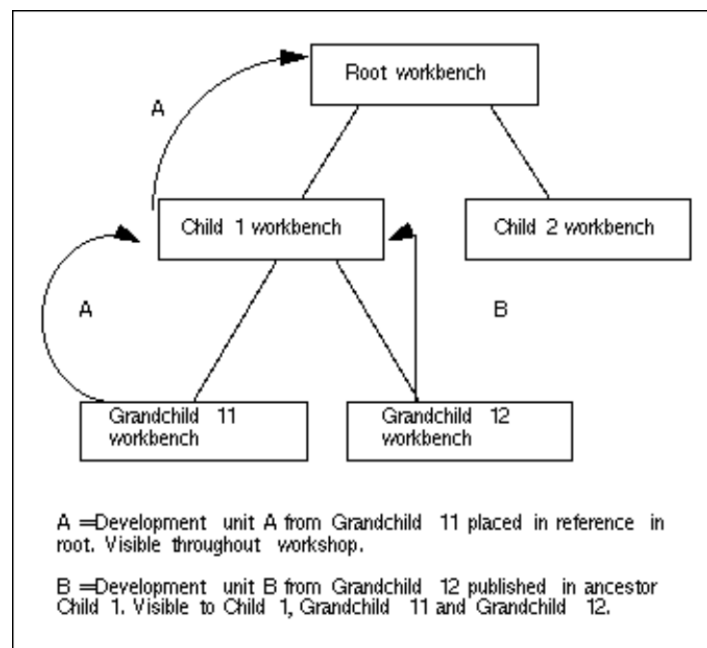 Root workbench
A
Child 1 workbench
Child 2 workbench
A
B
Grandchild 11
workbench
Grandchild 12
workbench
A =Development unit A from Grandchild 11 placed in reference in
root. Visible throughout workshop.
B =Development unit B from Grandchild 12 published in ancestor
Child 1. Visible to Child 1, Grandchild 11 and Grandchild 12.